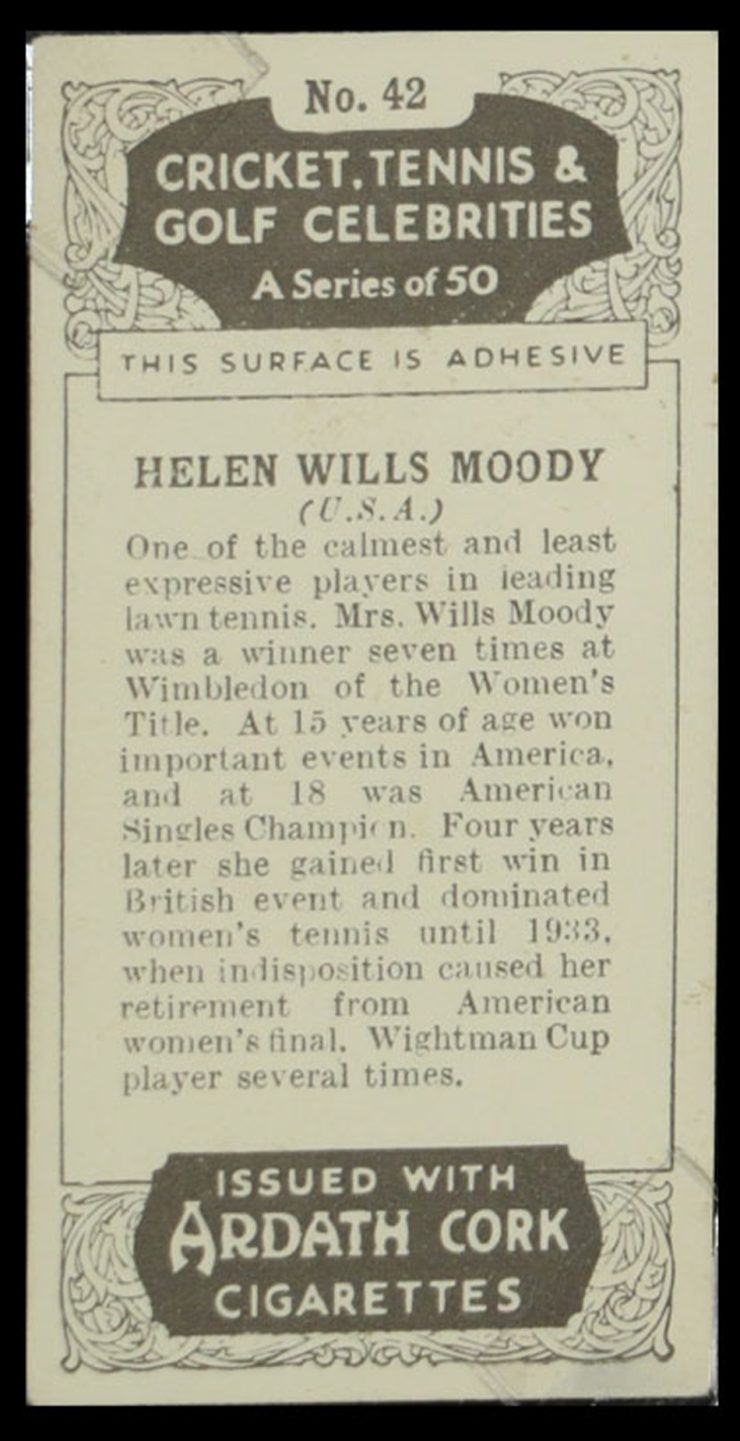 No. 42
CRICKET, TENNIS &
GOLF CELEBRITIES
A Series of 50
THIS SURFACE IS ADHESIVE
HELEN WILLS MOODY
(U.S.A.)
One of the calmest and least
expressive players in leading
lawn tennis. Mrs. Wills Moody
was a winner seven times at
Wimbledon of the Women's
Title. At 15 years of age won
important events in America,
and at 18 was American
Singles Champion. Four years
later she gained first win in
British event and dominated
women's tennis until 1933,
when indisposition caused her
retirement from American
women's final. Wightman Cup
player several times.
ISSUED WITH
ARDATH CORK
CIGARETTES